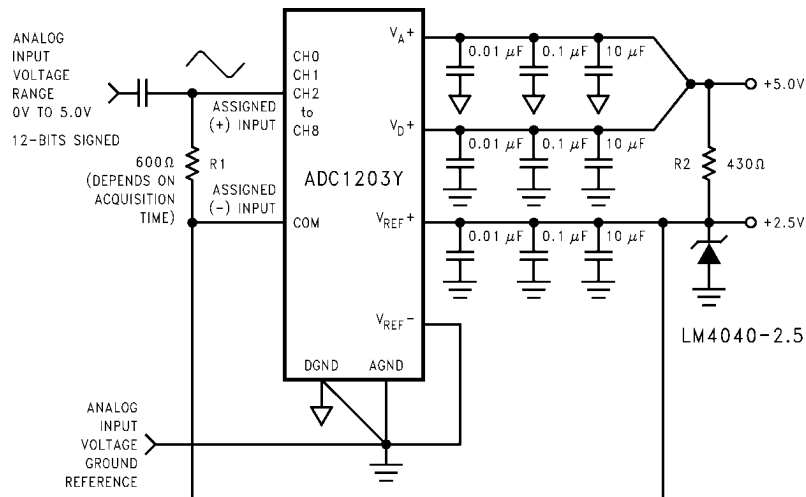 ANALOG
INPUT
VOLTAGE
RANGE
0V TO 5.0V
12-BITS SIGNED
600Ω R1
(DEPENDS ON
ACQUISITION
TIME)
ASSIGNED
(+) INPUT
ASSIGNED
(-) INPUT
CH0
CH1
CH2
to
CH8
COM
ADC1203Y
VA+
VD+
VREF+
VREF-
DGND AGND
0.01 μF 0.1 μF 10 μF
0.01 μF 0.1 μF 10 μF
0.01 μF 0.1 μF 10 μF
+5.0V
R2 430Ω
+2.5V
LM4040-2.5
ANALOG
INPUT
VOLTAGE
GROUND
REFERENCE